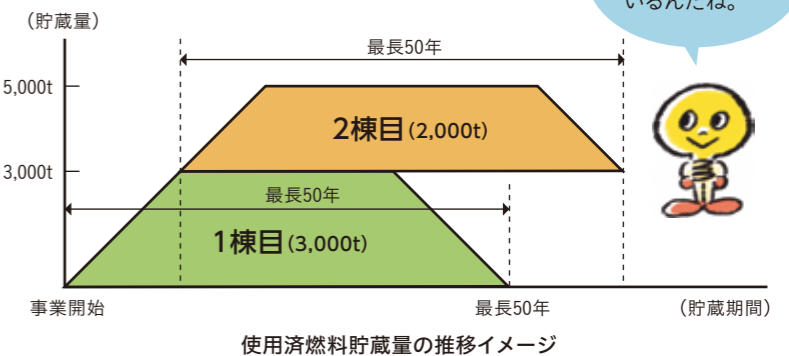 いるんだね。
(貯蔵量)
最長50年
5,000t
2棟目(2,000t)
3,000t
最長50年
1棟目(3,000t)
事業開始
最長50年
(貯蔵期間)
使用済燃料貯蔵量の推移イメージ